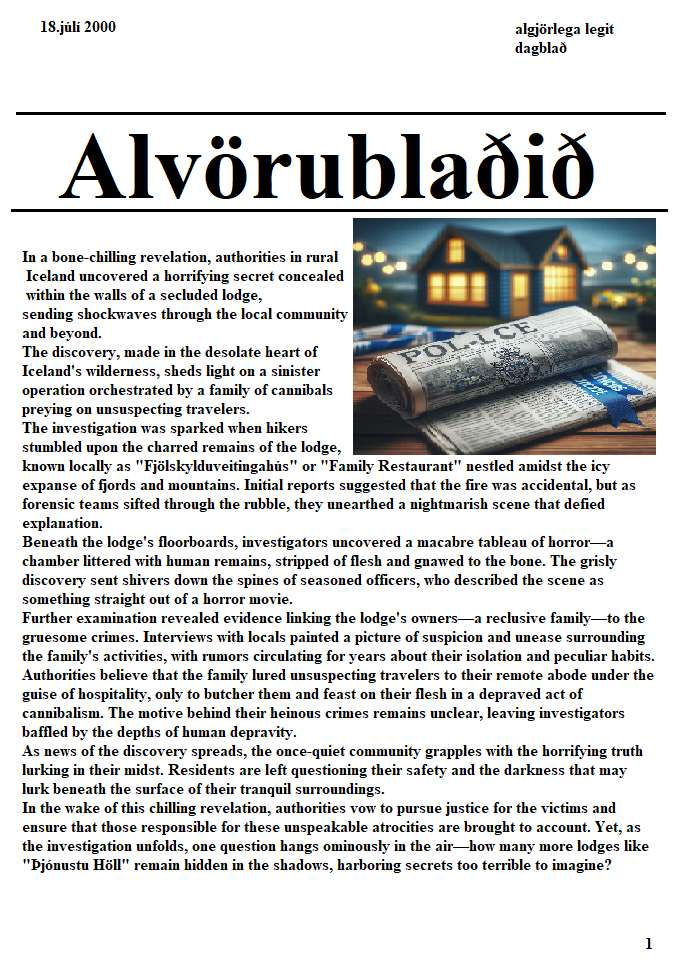 18.júlí 2000
algjörlega legit
dagblað
Alvörublaðið
In a bone-chilling revelation, authorities in rural
Iceland uncovered a horrifying secret concealed
within the walls of a secluded lodge,
sending shockwaves through the local community
and beyond.
The discovery, made in the desolate heart of
Iceland's wilderness, sheds light on a sinister
operation orchestrated by a family of cannibals
preying on unsuspecting travelers.
The investigation was sparked when hikers
stumbled upon the charred remains of the lodge,
known locally as "Fjölskylduveitingahús" or "Family Restaurant" nestled amidst the icy
expanse of fjords and mountains. Initial reports suggested that the fire was accidental, but as
forensic teams sifted through the rubble, they unearthed a nightmarish scene that defied
explanation.
Beneath the lodge's floorboards, investigators uncovered a macabre tableau of horror—a
chamber littered with human remains, stripped of flesh and gnawed to the bone. The grisly
discovery sent shivers down the spines of seasoned officers, who described the scene as
something straight out of a horror movie.
Further examination revealed evidence linking the lodge's owners—a reclusive family—to the
gruesome crimes. Interviews with locals painted a picture of suspicion and unease surrounding
the family's activities, with rumors circulating for years about their isolation and peculiar habits.
Authorities believe that the family lured unsuspecting travelers to their remote abode under the
guise of hospitality, only to butcher them and feast on their flesh in a depraved act of
cannibalism. The motive behind their heinous crimes remains unclear, leaving investigators
baffled by the depths of human depravity.
As news of the discovery spreads, the once-quiet community grapples with the horrifying truth
lurking in their midst. Residents are left questioning their safety and the darkness that may
lurk beneath the surface of their tranquil surroundings.
In the wake of this chilling revelation, authorities vow to pursue justice for the victims and
ensure that those responsible for these unspeakable atrocities are brought to account. Yet, as
the investigation unfolds, one question hangs ominously in the air—how many more lodges like
"Þjónustu Höll" remain hidden in the shadows, harboring secrets too terrible to imagine?
1